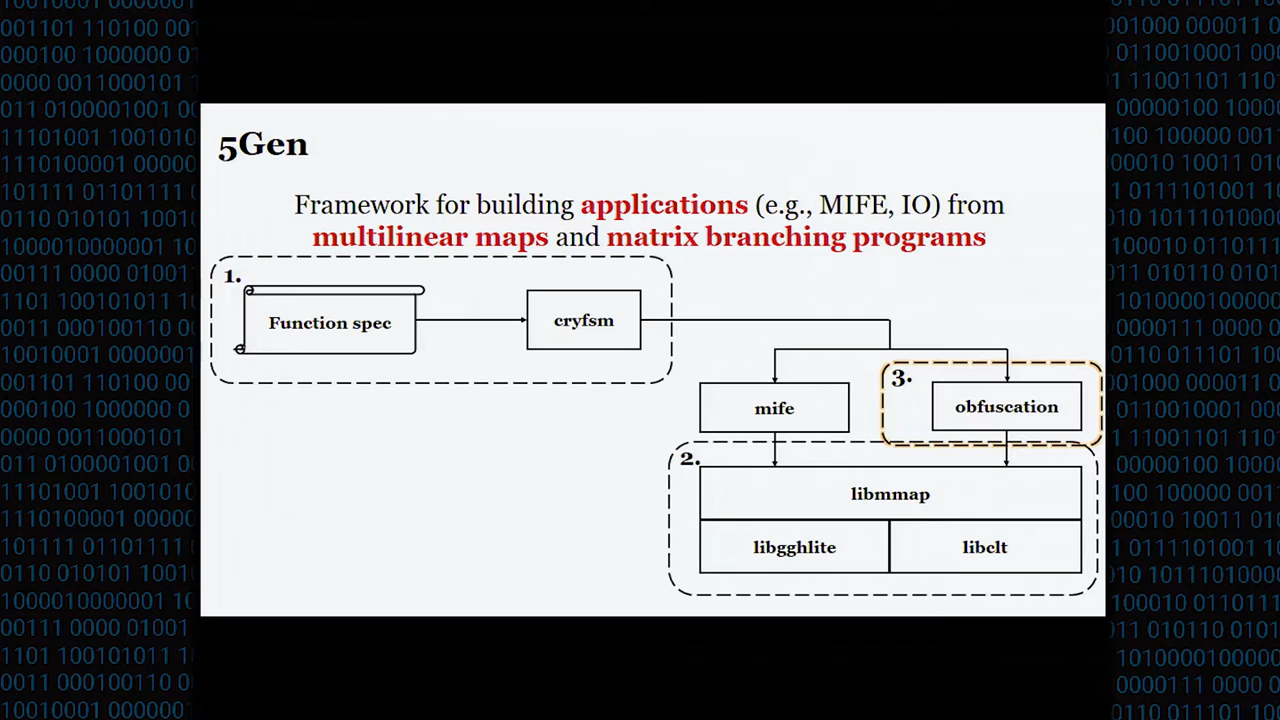 5Gen
Framework for building applications (e.g., MIFE, IO) from
multilinear maps and matrix branching programs
1.
Function spec
cryfsm
3.
mife
obfuscation
2.
libmmap
libgghlite
libclt